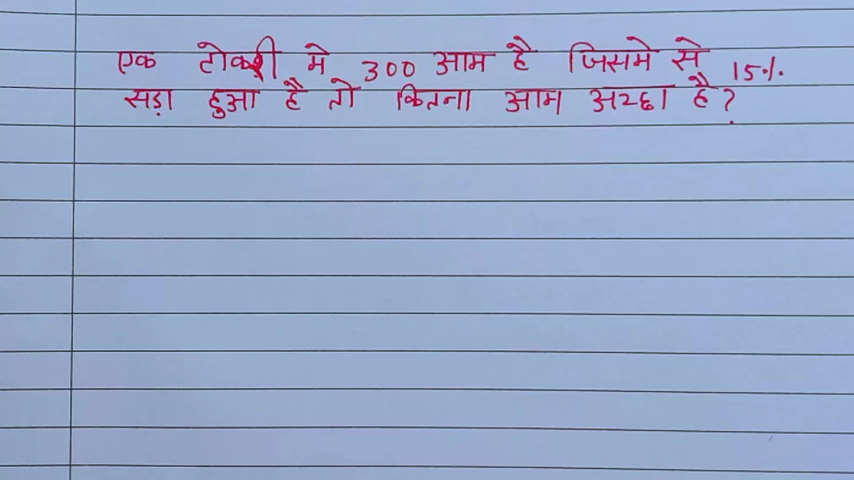 एक टोकरी मे 300 आम है जिसमे से 15%
सड़ा हुआ है तो कितना आम अच्छा है?